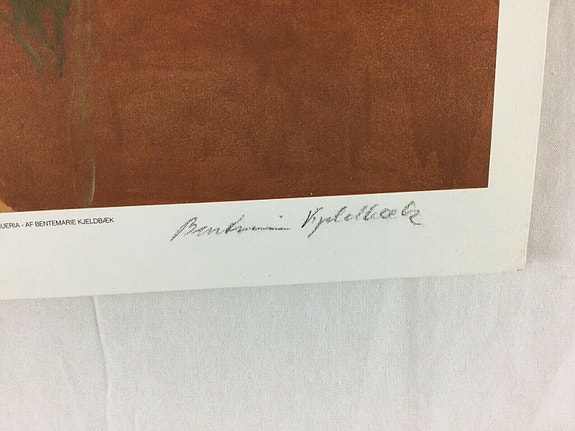 UERIA - AF BENTEMARIE KJELDBÆK
Bentemarie Kjeldbæk